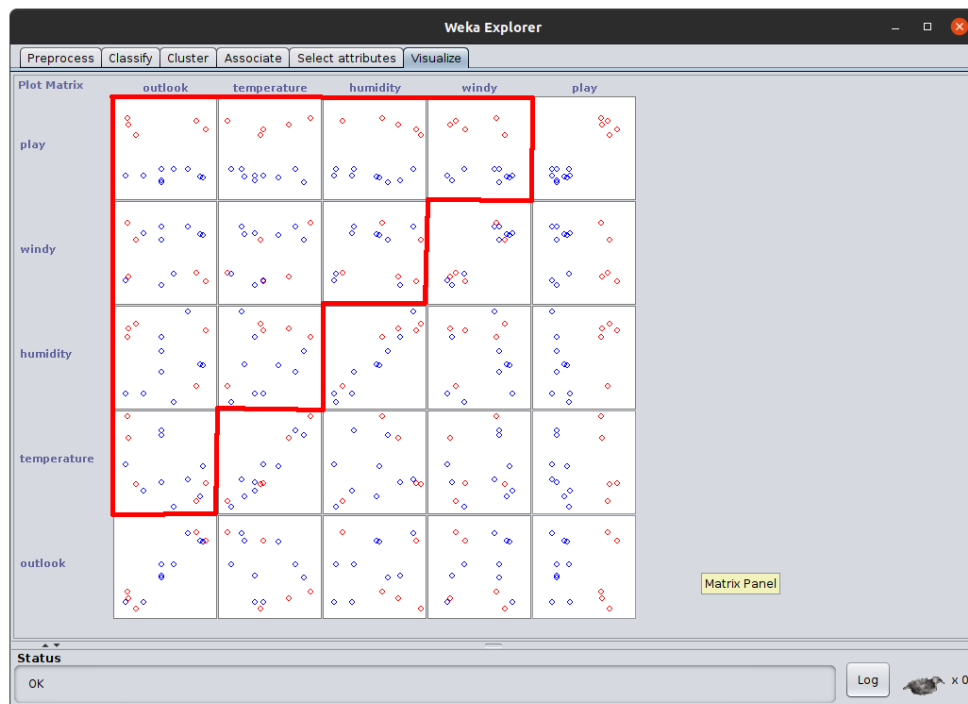 Weka Explorer
Preprocess Classify Cluster Associate Select attributes Visualize
Plot Matrix outlook temperature humidity windy play
play
windy
humidity
temperature
outlook
Matrix Panel
Status
OK
Log
x 0